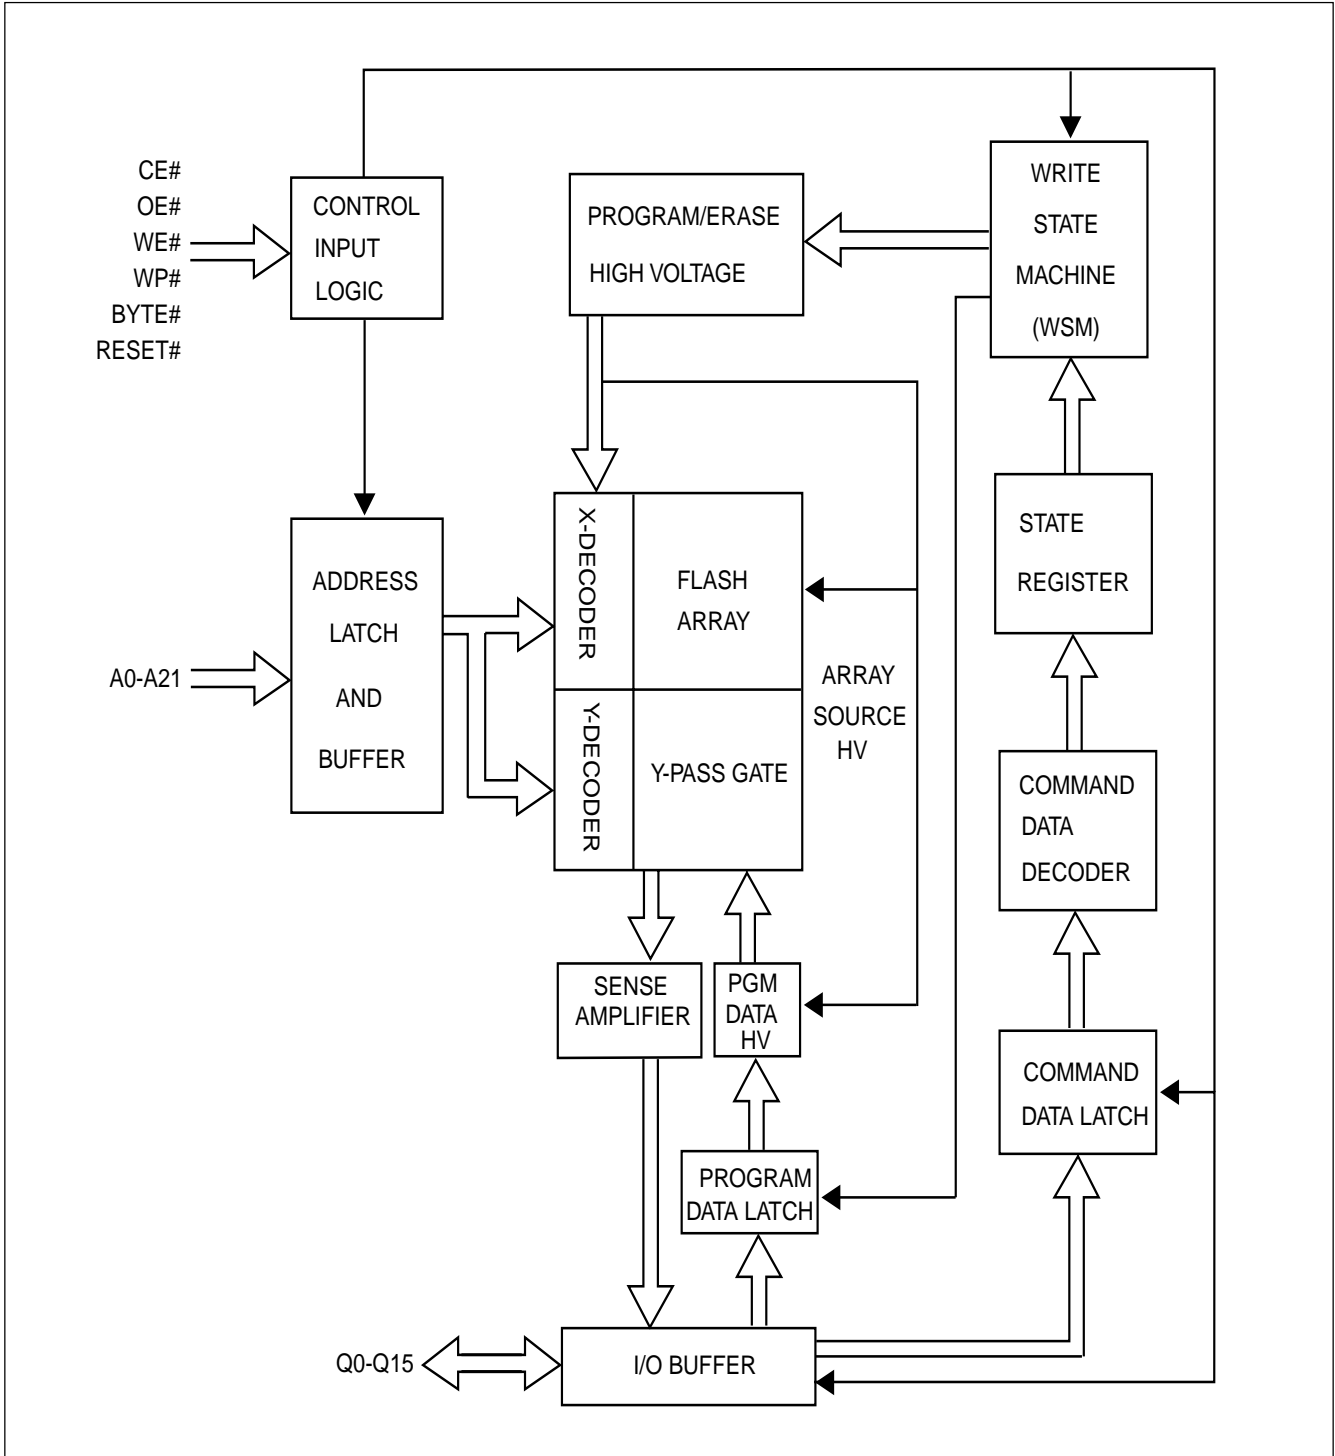 CE#
OE#
WE#
WP#
BYTE#
RESET#
CONTROL
INPUT
LOGIC
PROGRAM/ERASE
HIGH VOLTAGE
WRITE
STATE
MACHINE
(WSM)
A0-A21
ADDRESS
LATCH
AND
BUFFER
X-DECODER
FLASH
ARRAY
Y-DECODER
Y-PASS GATE
ARRAY
SOURCE
HV
STATE
REGISTER
COMMAND
DATA
DECODER
SENSE
AMPLIFIER
PGM
DATA
HV
COMMAND
DATA LATCH
PROGRAM
DATA LATCH
Q0-Q15
I/O BUFFER